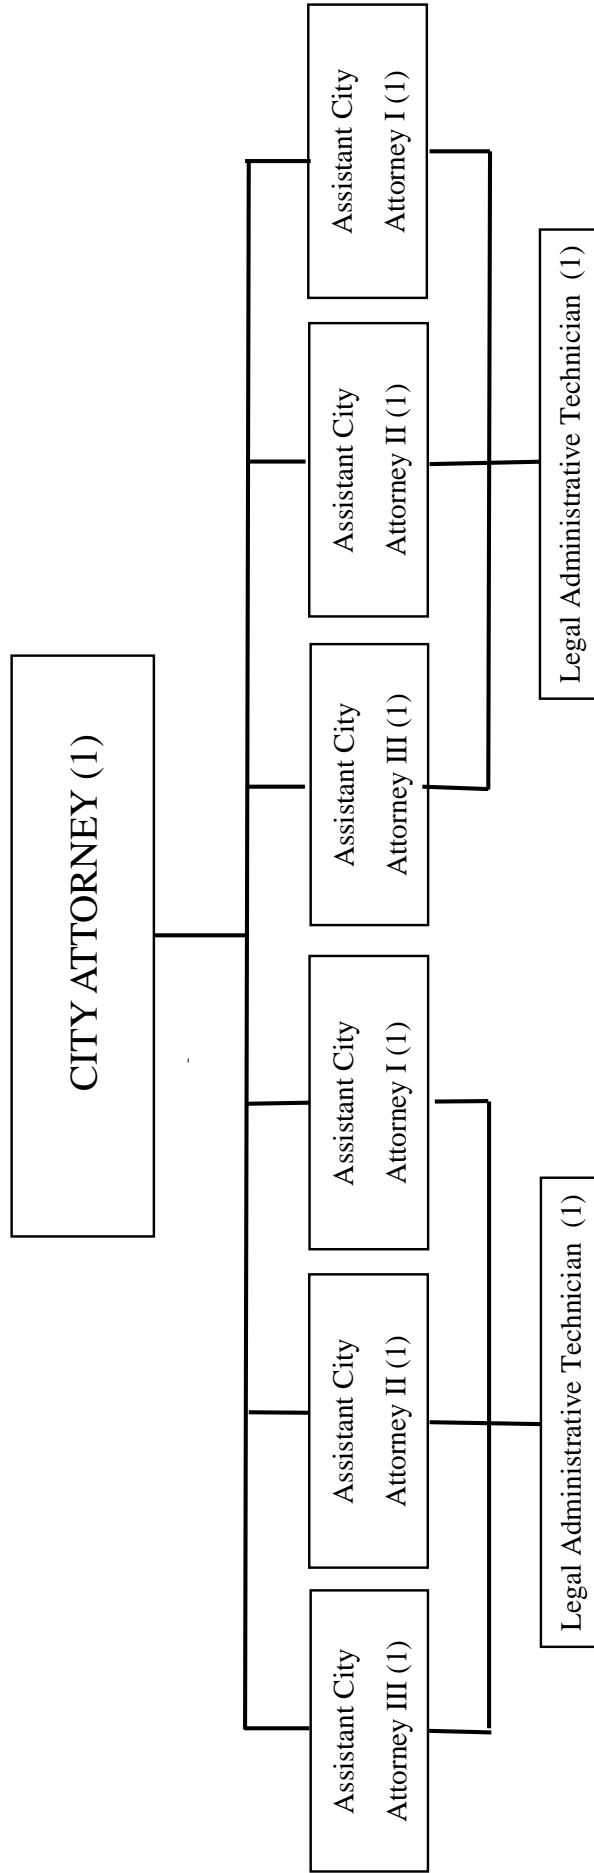 CITY ATTORNEY (1)
Assistant City
Attorney III (1)
Assistant City
Attorney II (1)
Assistant City
Attorney I (1)
Assistant City
Attorney III (1)
Assistant City
Attorney II (1)
Assistant City
Attorney I (1)
Legal Administrative Technician (1)
Legal Administrative Technician (1)